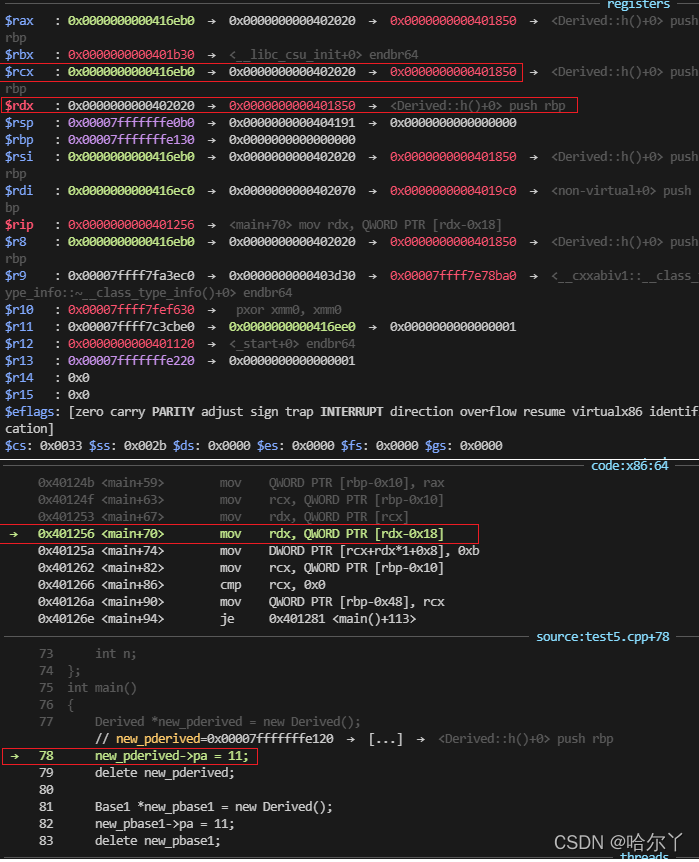 registers
$rax   : 0x0000000000416eb0  →  0x0000000000402020  →  0x0000000000401850  →  <Derived::h()+0> push
rbp
$rbx   : 0x0000000000401b30  →  <__libc_csu_init+0> endbr64
$rcx   : 0x0000000000416eb0  →  0x0000000000402020  →  0x0000000000401850  →  <Derived::h()+0> push
rbp
$rdx   : 0x0000000000402020  →  0x0000000000401850  →  <Derived::h()+0> push rbp
$rsp   : 0x00007fffffffe0b0  →  0x0000000000404191  →  0x0000000000000000
$rbp   : 0x00007fffffffe130  →  0x0000000000000000
$rsi   : 0x0000000000416eb0  →  0x0000000000402020  →  0x0000000000401850  →  <Derived::h()+0> push
rbp
$rdi   : 0x0000000000416ec0  →  0x0000000000402070  →  0x00000000004019c0  →  <non-virtual+0> push
bp
$rip   : 0x0000000000401256  →  <main+70> mov rdx, QWORD PTR [rdx-0x18]
$r8    : 0x0000000000416eb0  →  0x0000000000402020  →  0x0000000000401850  →  <Derived::h()+0> push
rbp
$r9    : 0x00007ffff7fa3ec0  →  0x0000000000403d30  →  0x00007ffff7e78ba0  →  <__cxxabiv1::__class_t
ype_info::~__class_type_info()+0> endbr64
$r10   : 0x00007ffff7fef630  →   pxor xmm0, xmm0
$r11   : 0x00007ffff7c3cbe0  →  0x0000000000416ee0  →  0x0000000000000001
$r12   : 0x0000000000401120  →  <_start+0> endbr64
$r13   : 0x00007fffffffe220  →  0x0000000000000001
$r14   : 0x0
$r15   : 0x0
$eflags: [zero carry PARITY adjust sign trap INTERRUPT direction overflow resume virtualx86 identifi
cation]
$cs: 0x0033 $ss: 0x002b $ds: 0x0000 $es: 0x0000 $fs: 0x0000 $gs: 0x0000
code:x86:64
0x40124b <main+59>        mov    QWORD PTR [rbp-0x10], rax
0x40124f <main+63>        mov    rcx, QWORD PTR [rbp-0x10]
0x401253 <main+67>        mov    rdx, QWORD PTR [rcx]
→  0x401256 <main+70>        mov    rdx, QWORD PTR [rdx-0x18]
0x40125a <main+74>        mov    DWORD PTR [rcx+rdx*1+0x8], 0xb
0x401262 <main+82>        mov    rcx, QWORD PTR [rbp-0x10]
0x401266 <main+86>        cmp    rcx, 0x0
0x40126a <main+90>        mov    QWORD PTR [rbp-0x48], rcx
0x40126e <main+94>        je     0x401281 <main()+113>
source:test5.cpp+78
73      int n;
74  };
75  int main()
76  {
77      Derived *new_pderived = new Derived();
// new_pderived=0x00007fffffffe120  →  [...]  →  <Derived::h()+0> push rbp
→  78      new_pderived->pa = 11;
79      delete new_pderived;
80
81      Base1 *new_pbase1 = new Derived();
82      new_pbase1->pa = 11;
83      delete new_pbase1;
CSDN @哈尔丫
threads